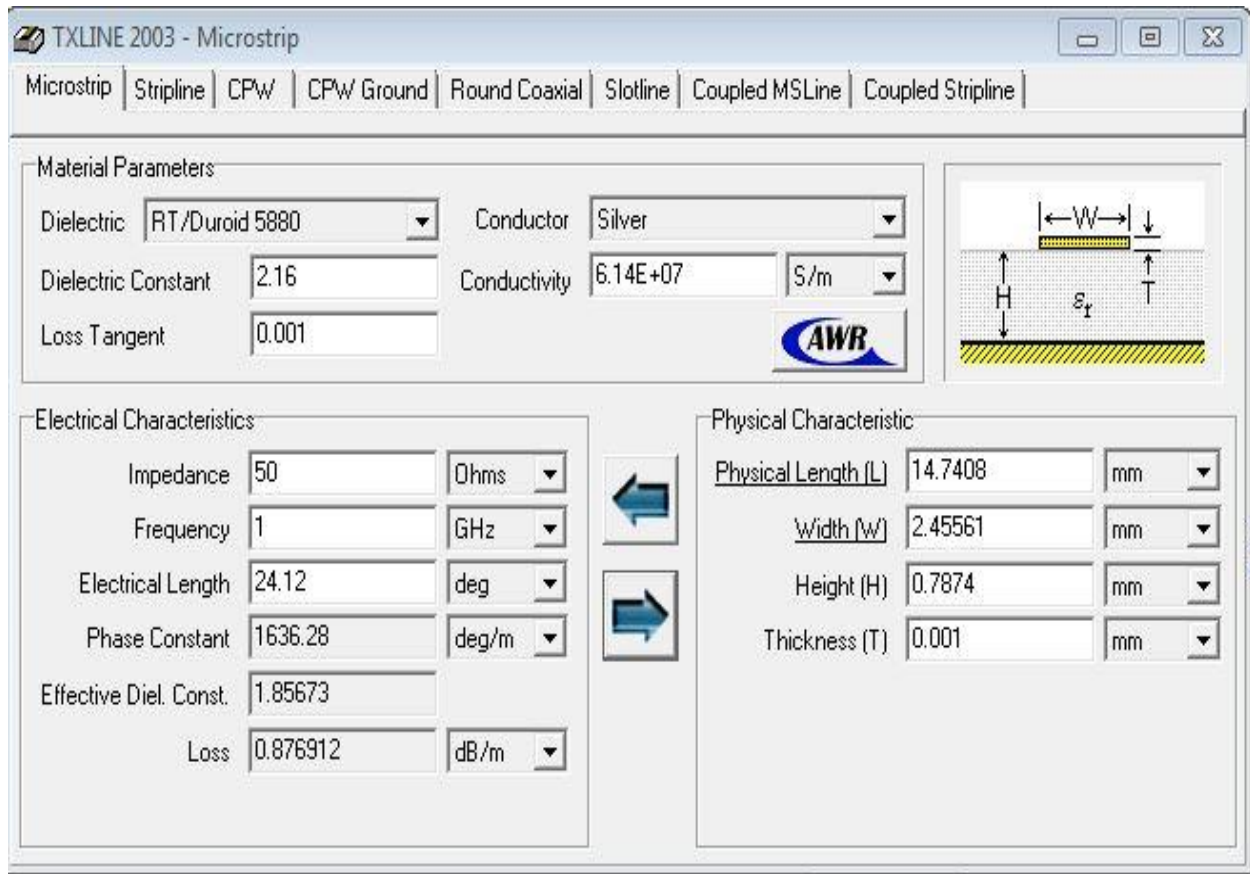 TXLINE 2003 - Microstrip
Microstrip Stripline CPW CPW Ground Round Coaxial Slotline Coupled MSLine Coupled Stripline
Material Parameters
Dielectric RT/Duroid 5880 Conductor Silver
Dielectric Constant 2.16 Conductivity 6.14E+07 S/m
Loss Tangent 0.001 AWR
←W→
H εr T
Electrical Characteristics
Impedance 50 Ohms
Frequency 1 GHz
Electrical Length 24.12 deg
Phase Constant 1636.28 deg/m
Effective Diel. Const. 1.85673
Loss 0.876912 dB/m
Physical Characteristic
Physical Length (L) 14.7408 mm
Width (W) 2.45561 mm
Height (H) 0.7874 mm
Thickness (T) 0.001 mm